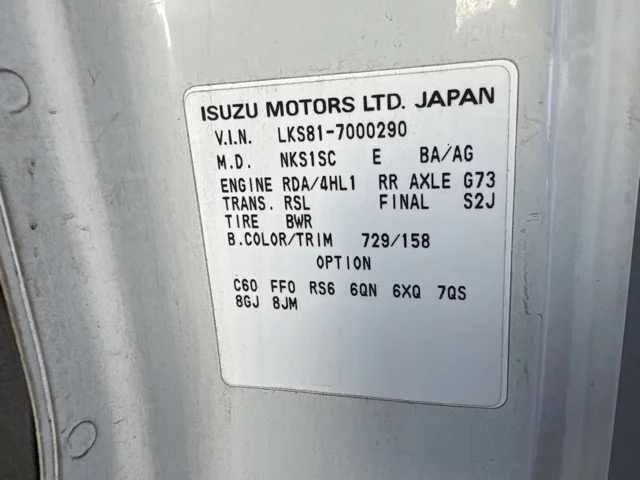 ISUZU MOTORS LTD. JAPAN
V.I.N. LKS81-7000290
M.D. NKS1SC E BA/AG
ENGINE RDA/4HL1 RR AXLE G73
TRANS. RSL FINAL S2J
TIRE BWR
B.COLOR/TRIM 729/158
OPTION
C60 FF0 RS6 6QN 6XQ 7QS
8GJ 8JM